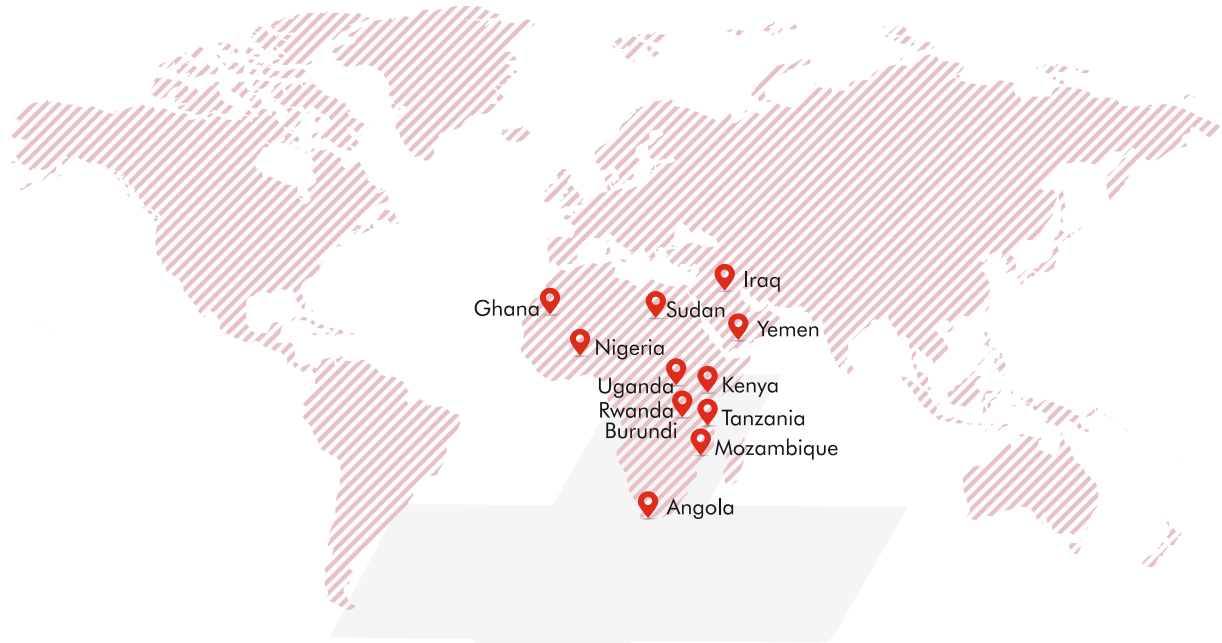 Iraq
Ghana
Sudan
Yemen
Nigeria
Uganda
Kenya
Rwanda
Burundi
Tanzania
Mozambique
Angola